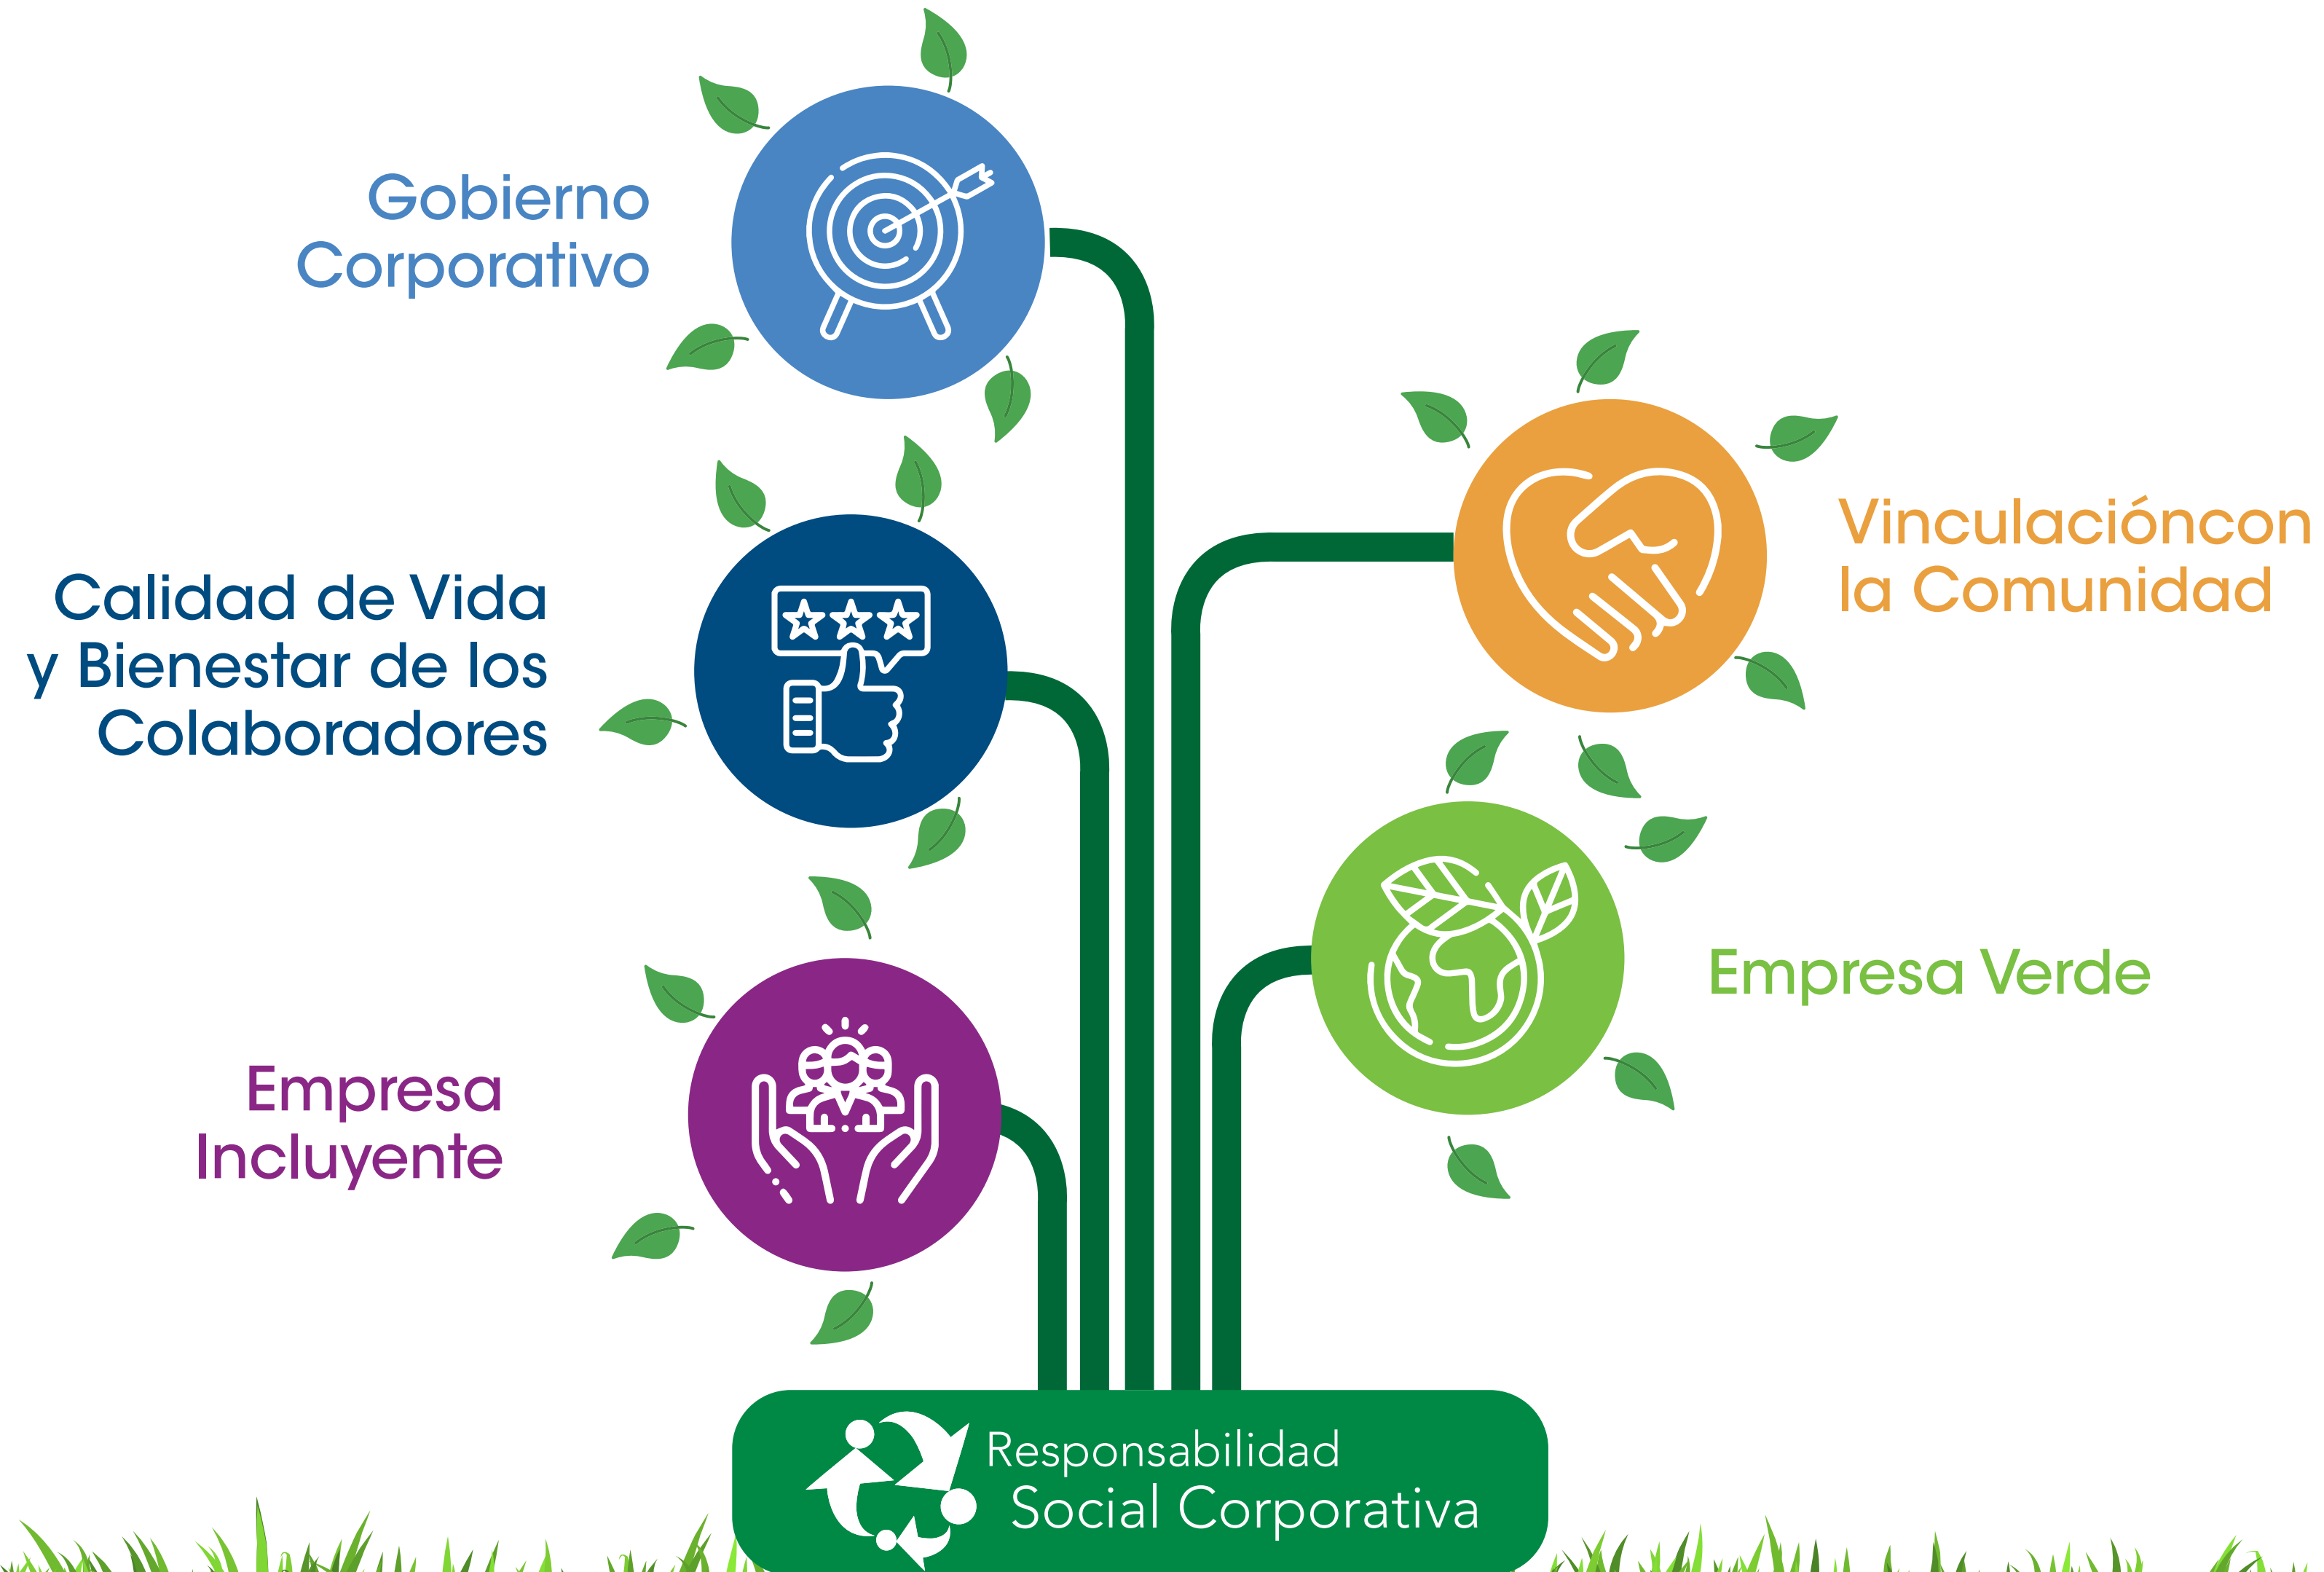 Gobierno
Corporativo
Calidad de Vida
y Bienestar de los
Colaboradores
Empresa
Incluyente
Vinculacióncon
la Comunidad
Empresa Verde
Responsabilidad
Social Corporativa